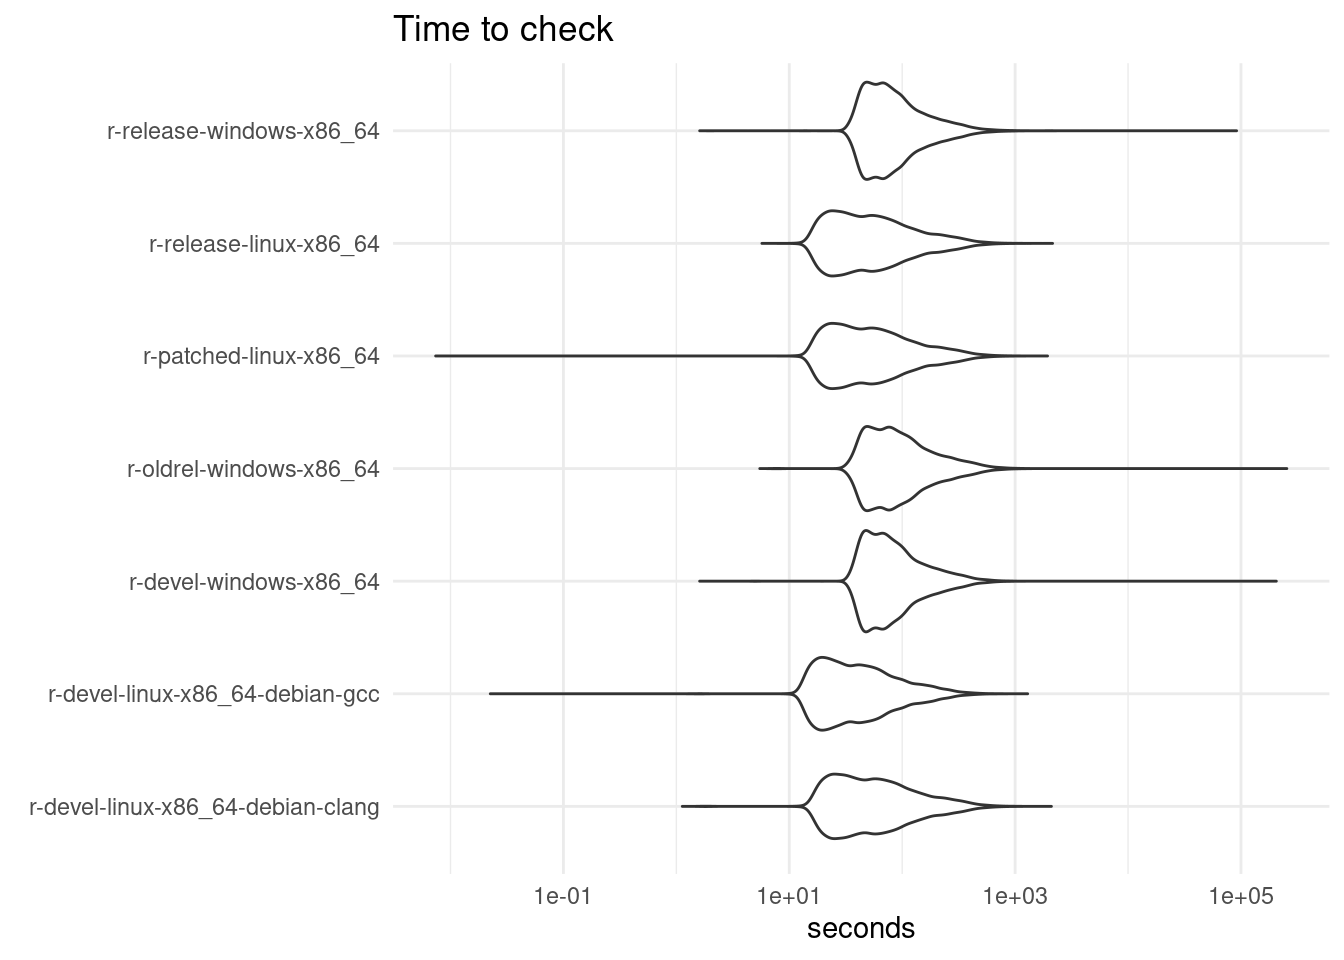 Time to check
r-release-windows-x86_64
r-release-linux-x86_64
r-patched-linux-x86_64
r-oldrel-windows-x86_64
r-devel-windows-x86_64
r-devel-linux-x86_64-debian-gcc
r-devel-linux-x86_64-debian-clang
1e-01 1e+01 1e+03 1e+05
seconds